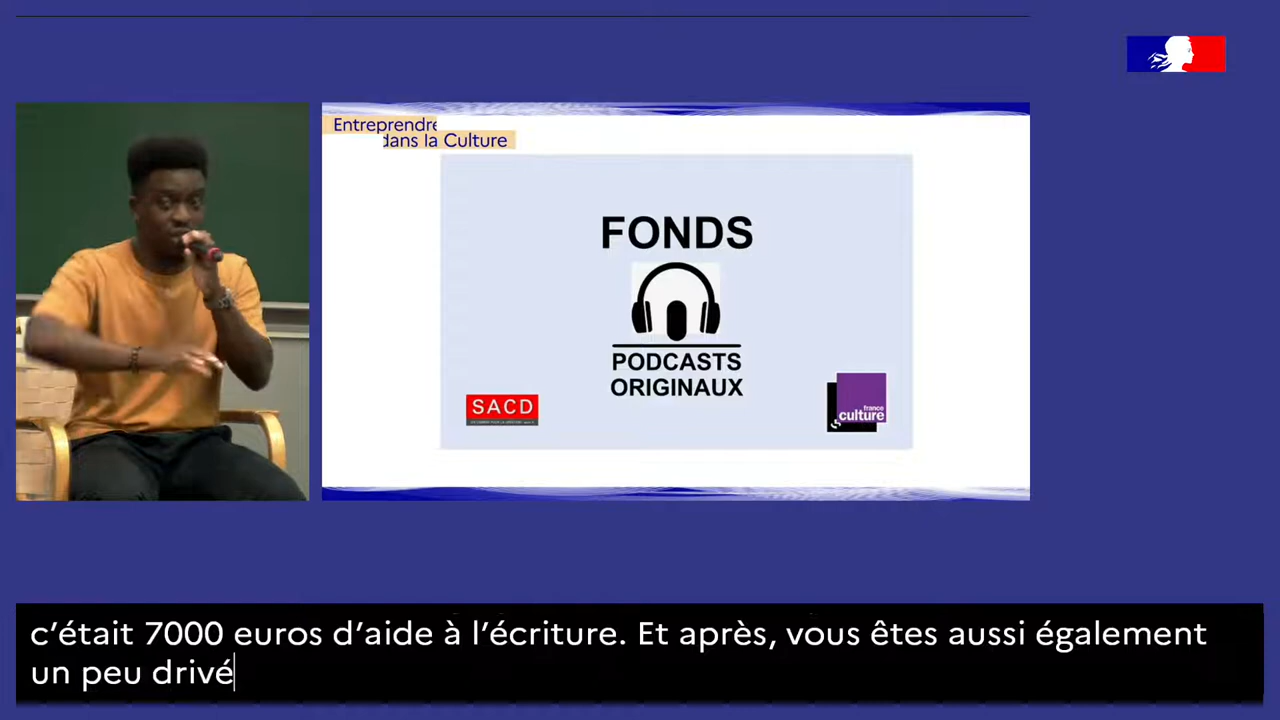 Entreprendre
dans la Culture
FONDS
PODCASTS
ORIGINAUX
SACD
france
culture
c’était 7000 euros d’aide à l’écriture. Et après, vous êtes aussi également
un peu drivé